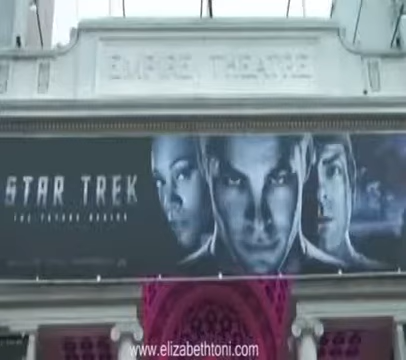 EMPIRE THEATRE
STAR TREK
THE FUTURE BEGINS
www.elizabethtoni.com